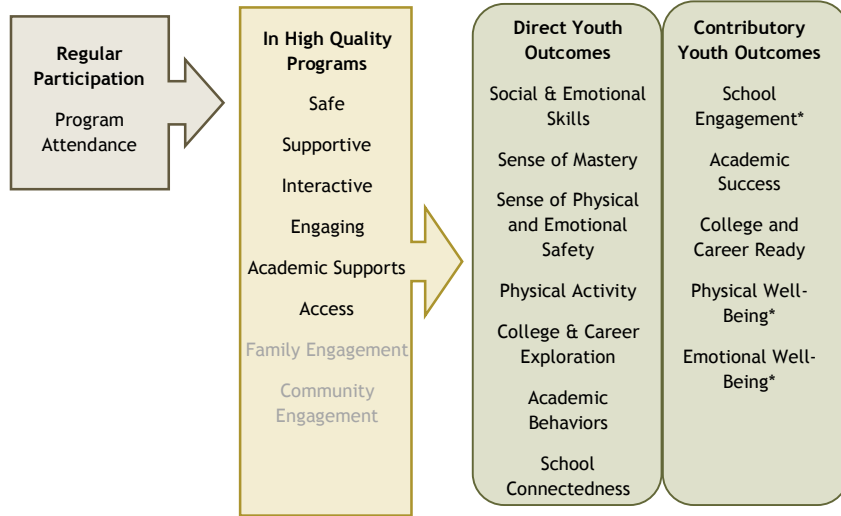 Regular
Participation
Program
Attendance
In High Quality
Programs
Safe
Supportive
Interactive
Engaging
Academic Supports
Access
Family Engagement
Community
Engagement
Direct Youth
Outcomes
Social & Emotional
Skills
Sense of Mastery
Sense of Physical
and Emotional
Safety
Physical Activity
College & Career
Exploration
Academic
Behaviors
School
Connectedness
Contributory
Youth Outcomes
School
Engagement*
Academic
Success
College and
Career Ready
Physical Well-
Being*
Emotional Well-
Being*